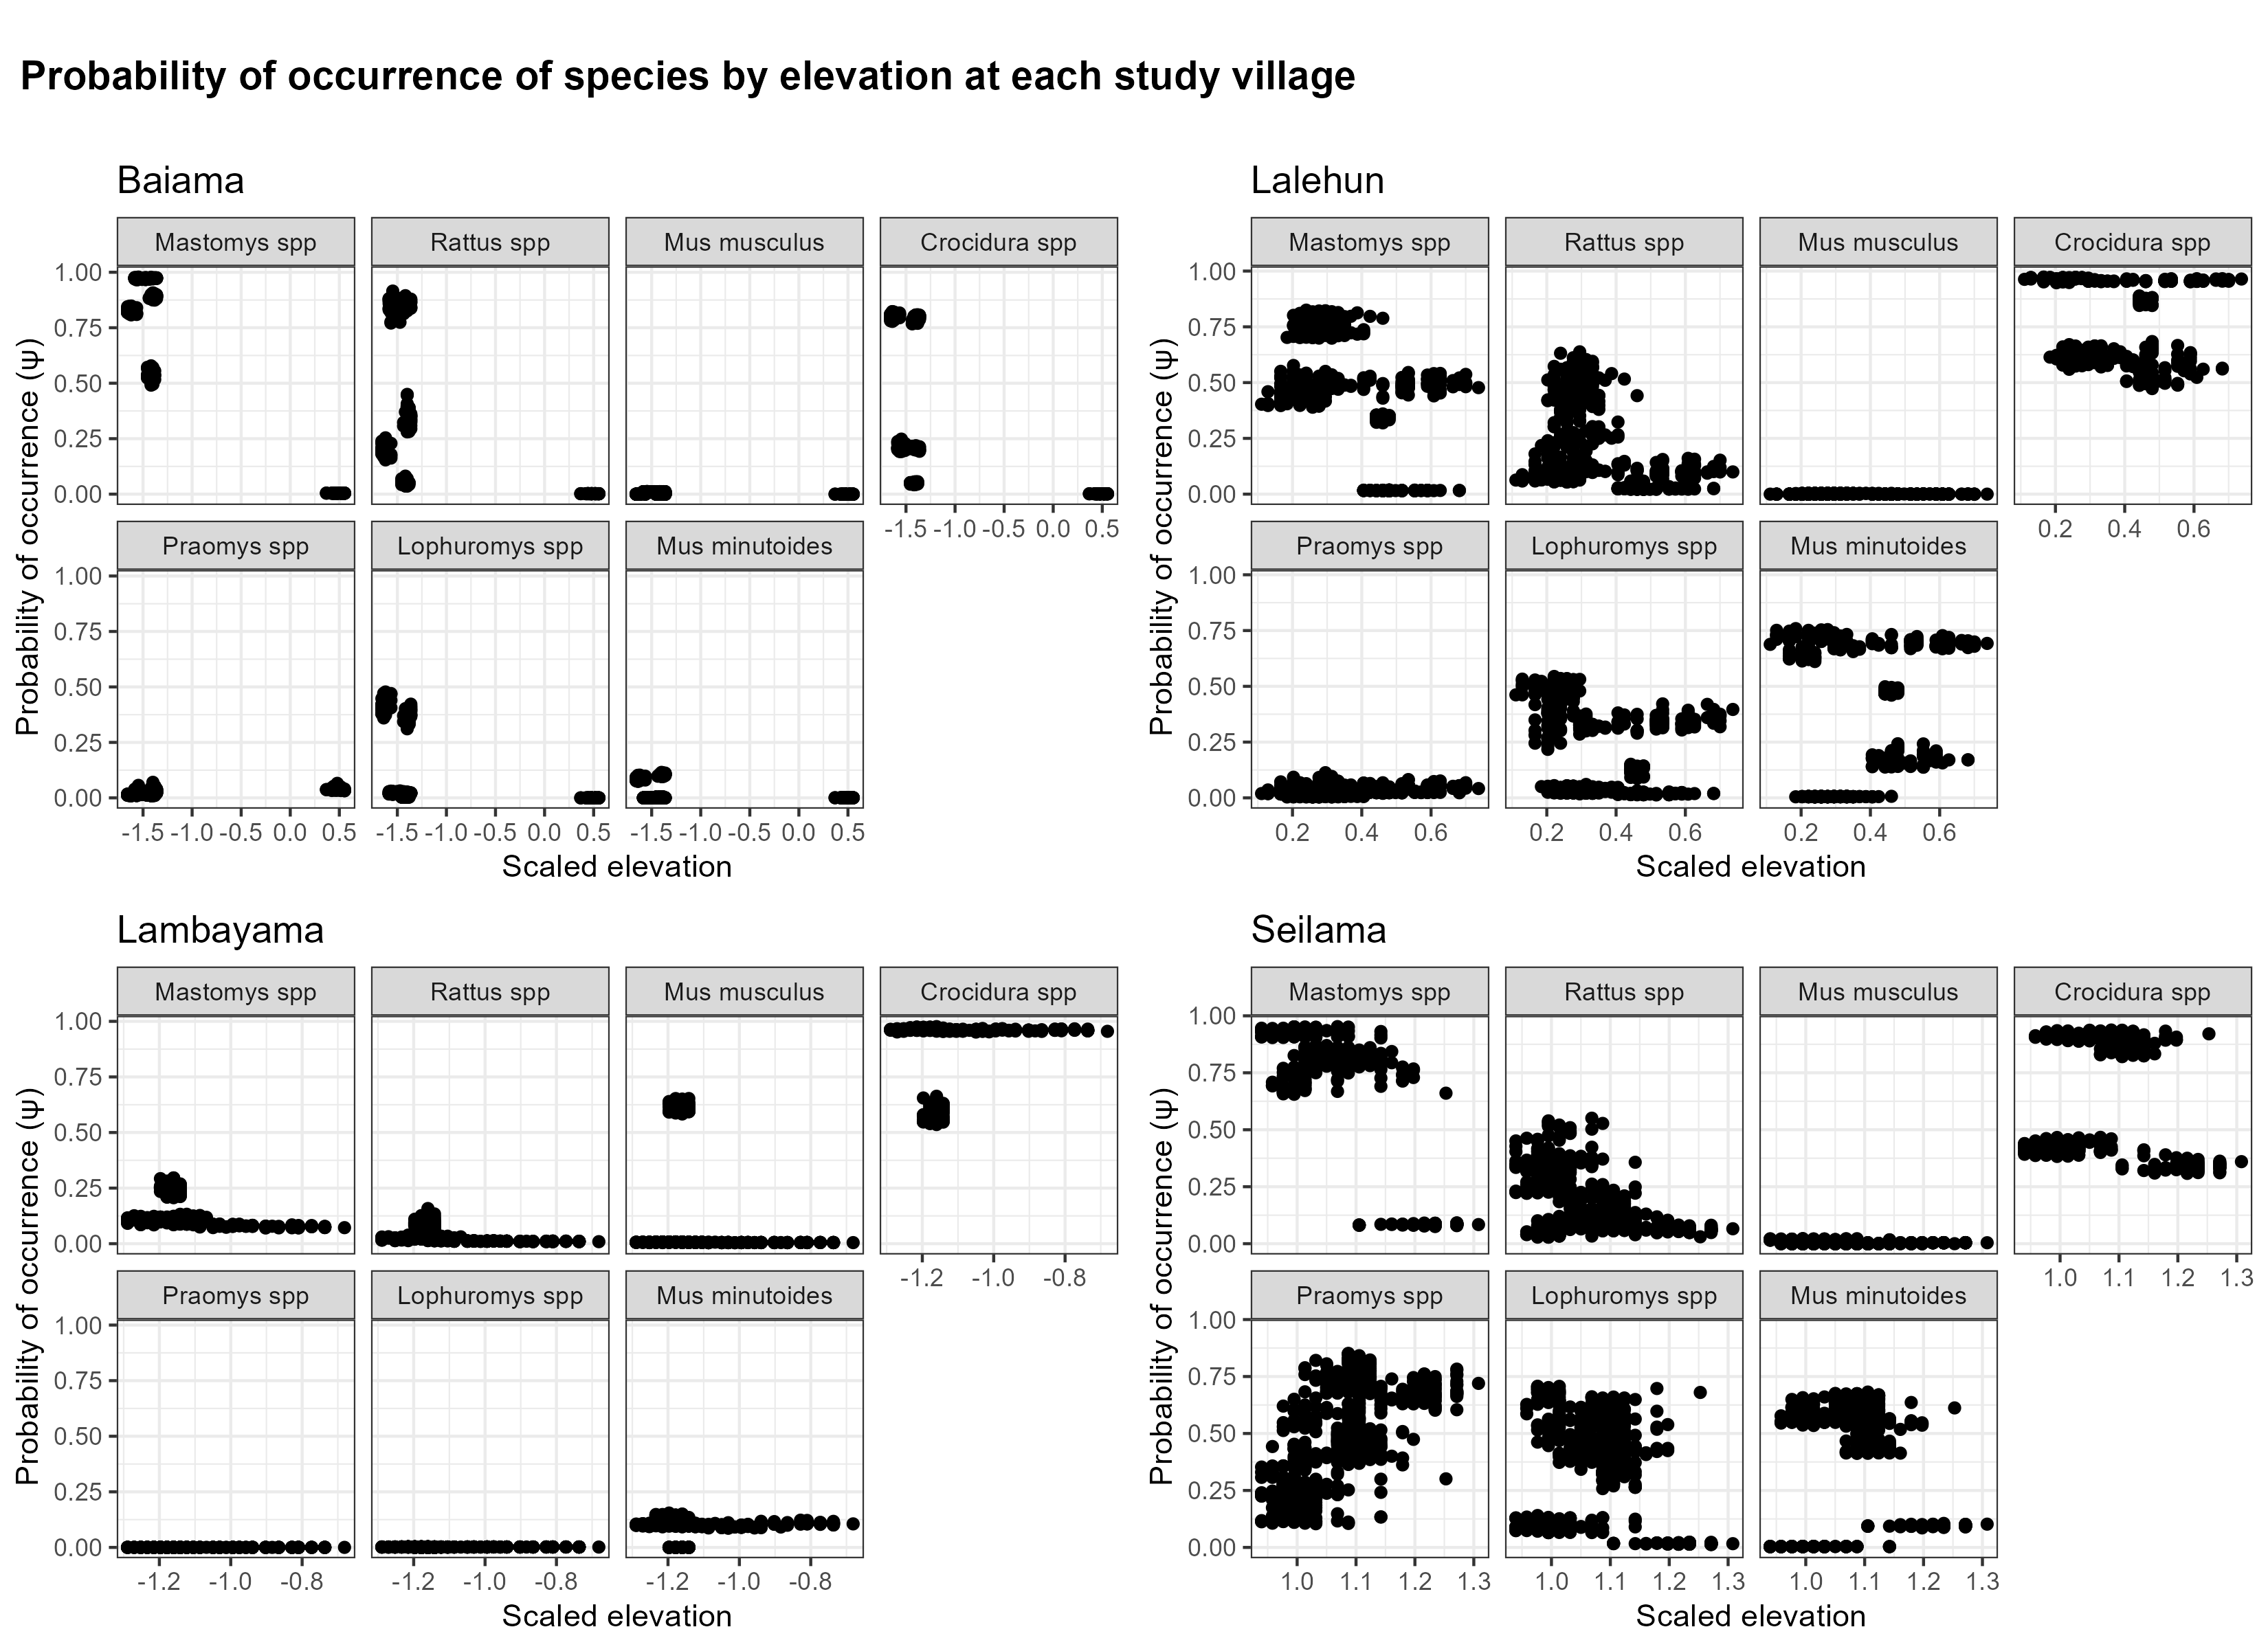 Probability of occurrence of species by elevation at each study village
Baiama
Mastomys spp Rattus spp Mus musculus Crocidura spp
1.00
0.75
0.50
0.25
0.00
-1.5 -1.0 -0.5 0.0 0.5
Praomys spp Lophuromys spp Mus minutoides
1.00
0.75
0.50
0.25
0.00
-1.5 -1.0 -0.5 0.0 0.5 -1.5 -1.0 -0.5 0.0 0.5 -1.5 -1.0 -0.5 0.0 0.5
Probability of occurrence (ψ)
Scaled elevation
Lalehun
Mastomys spp Rattus spp Mus musculus Crocidura spp
1.00
0.75
0.50
0.25
0.00
0.2 0.4 0.6
Praomys spp Lophuromys spp Mus minutoides
1.00
0.75
0.50
0.25
0.00
0.2 0.4 0.6 0.2 0.4 0.6 0.2 0.4 0.6
Probability of occurrence (ψ)
Scaled elevation
Lambayama
Mastomys spp Rattus spp Mus musculus Crocidura spp
1.00
0.75
0.50
0.25
0.00
-1.2 -1.0 -0.8
Praomys spp Lophuromys spp Mus minutoides
1.00
0.75
0.50
0.25
0.00
-1.2 -1.0 -0.8 -1.2 -1.0 -0.8 -1.2 -1.0 -0.8
Probability of occurrence (ψ)
Scaled elevation
Seilama
Mastomys spp Rattus spp Mus musculus Crocidura spp
1.00
0.75
0.50
0.25
0.00
1.0 1.1 1.2 1.3
Praomys spp Lophuromys spp Mus minutoides
1.00
0.75
0.50
0.25
0.00
1.0 1.1 1.2 1.3 1.0 1.1 1.2 1.3 1.0 1.1 1.2 1.3
Probability of occurrence (ψ)
Scaled elevation